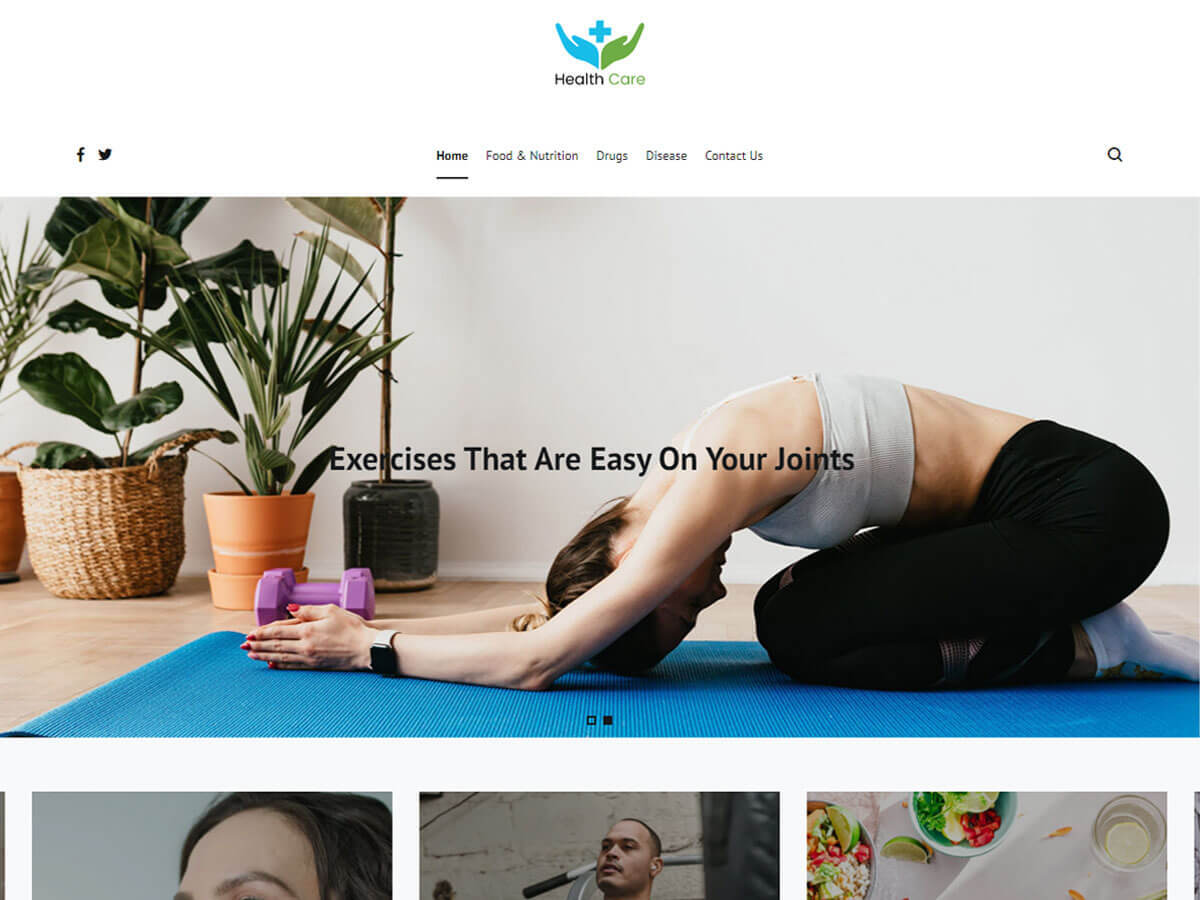 Health Care
Home Food & Nutrition Drugs Disease Contact Us
Exercises That Are Easy On Your Joints